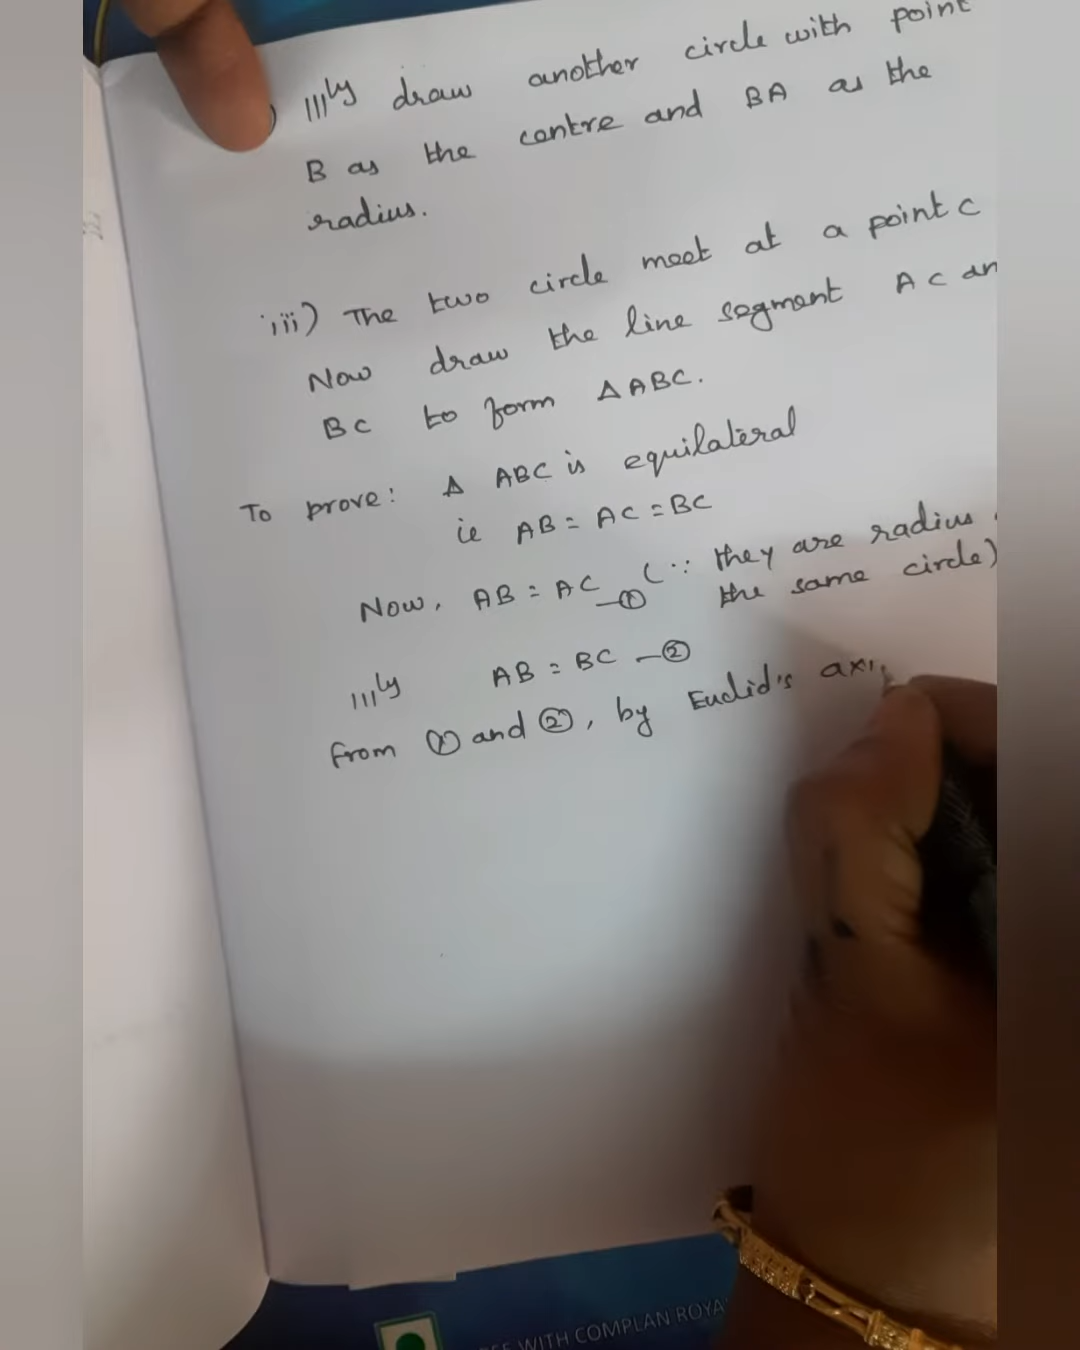 ) |||ly draw another circle with point
B as the centre and BA as the
radius.
iii) The two circle meet at a point C
Now draw the line segment AC an
BC to form Δ ABC.
To prove: Δ ABC is equilateral
ie AB = AC = BC
Now, AB = AC —① (∵ they are radius
the same circle)
|||ly AB = BC —②
from ① and ②, by Euclid's axi
WITH COMPLAN ROYA